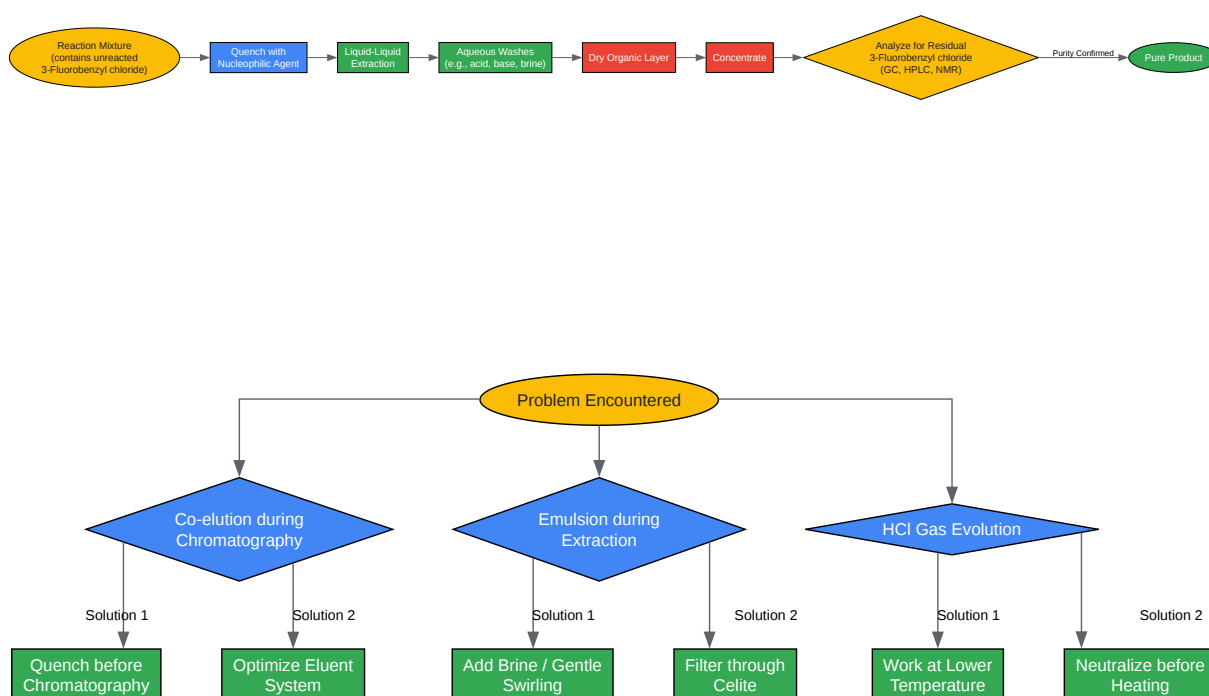 Reaction Mixture
(contains unreacted
3-Fluorobenzyl chloride)
Quench with
Nucleophilic Agent
Liquid-Liquid
Extraction
Aqueous Washes
(e.g., acid, base, brine)
Dry Organic Layer
Concentrate
Analyze for Residual
3-Fluorobenzyl chloride
(GC, HPLC, NMR)
Purity Confirmed
Pure Product
Problem Encountered
Co-elution during
Chromatography
Emulsion during
Extraction
HCl Gas Evolution
Solution 1
Solution 2
Solution 1
Solution 2
Solution 1
Solution 2
Quench before
Chromatography
Optimize Eluent
System
Add Brine / Gentle
Swirling
Filter through
Celite
Work at Lower
Temperature
Neutralize before
Heating